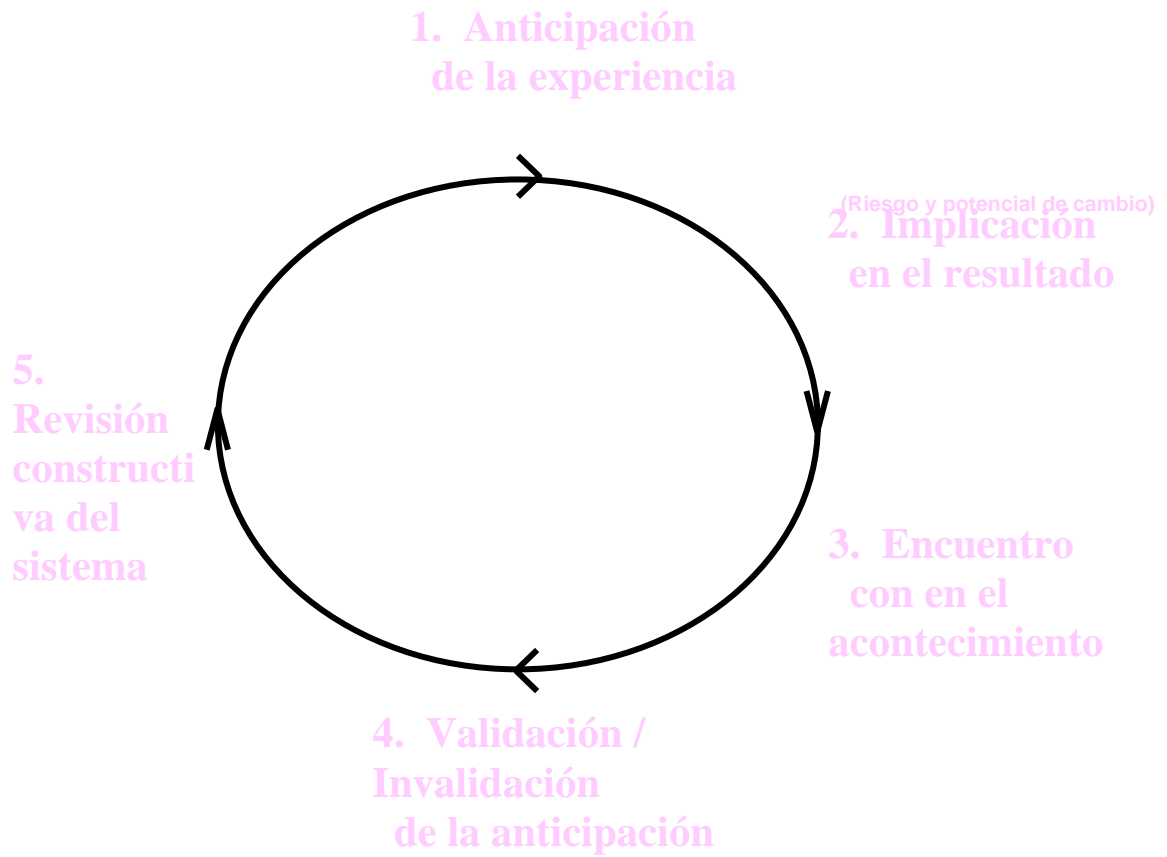 1. Anticipación
de la experiencia
(Riesgo y potencial de cambio)
2. Implicación
en el resultado
3. Encuentro
con en el
acontecimiento
4. Validación /
Invalidación
de la anticipación
5.
Revisión
constructi
va del
sistema